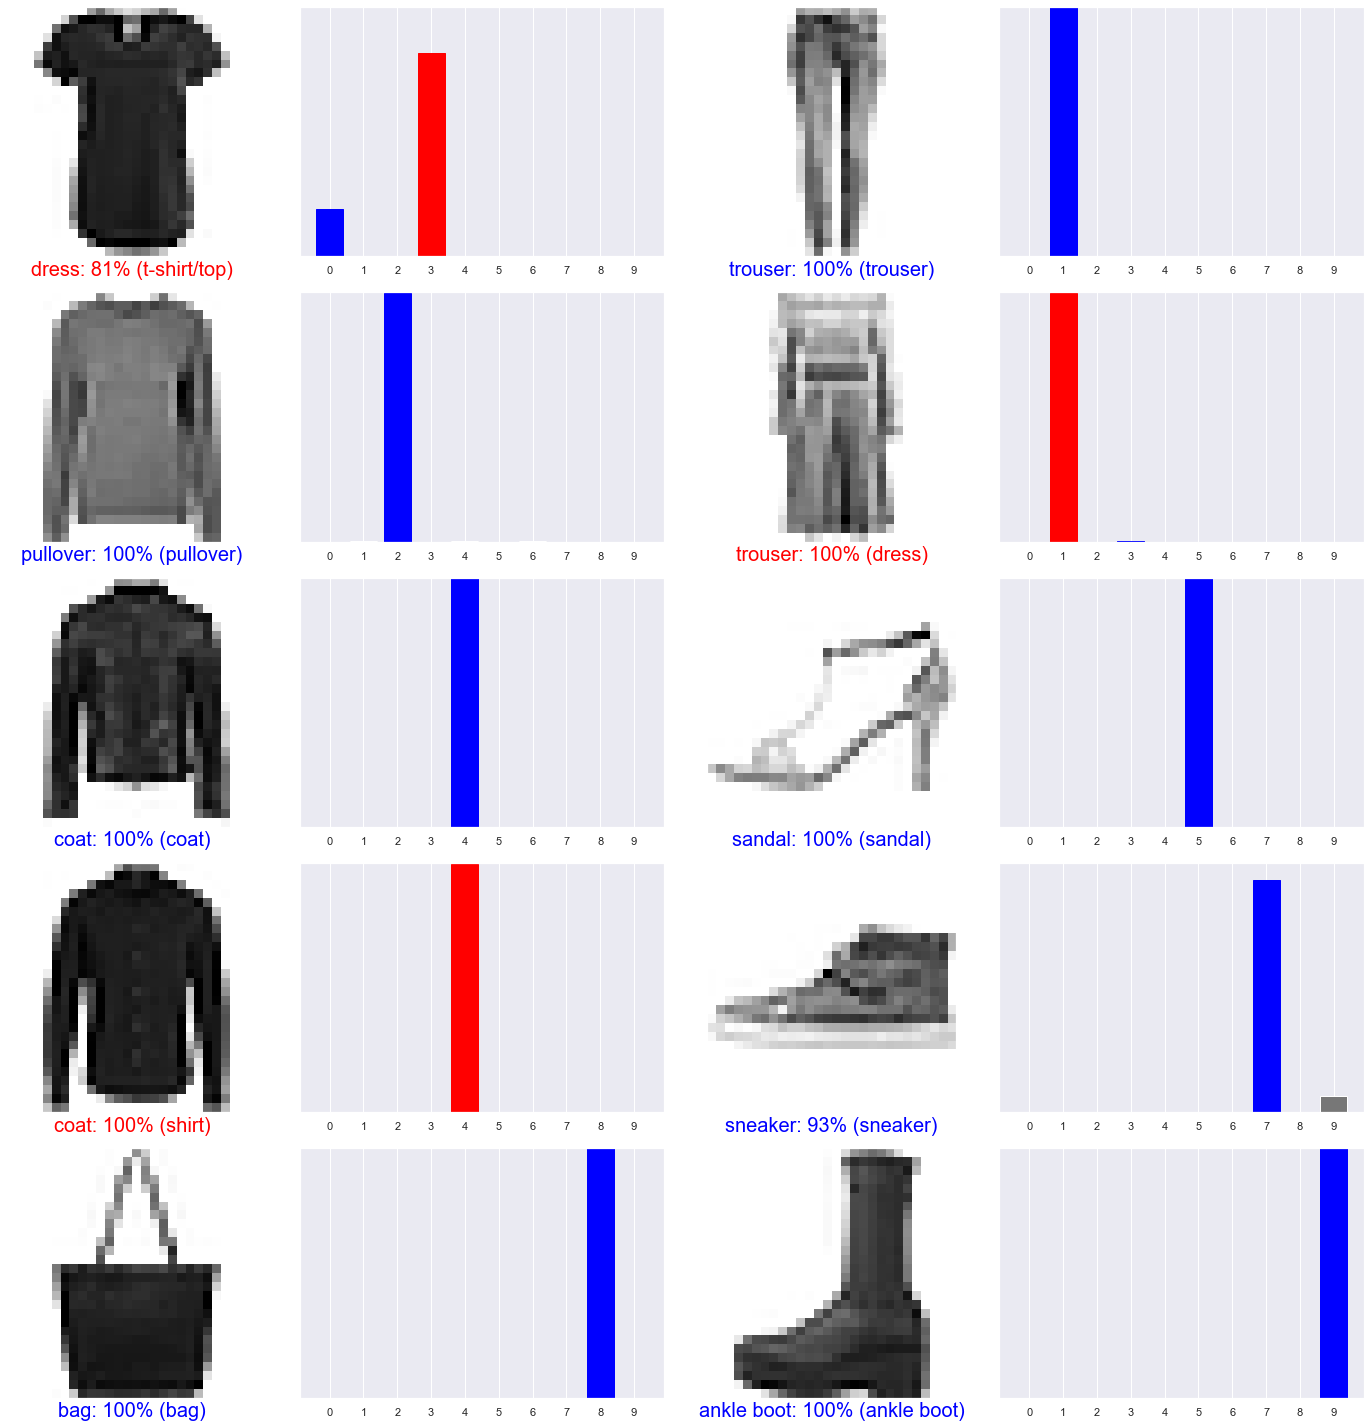 0 1 2 3 4 5 6 7 8 9
dress: 81% (t-shirt/top)
0 1 2 3 4 5 6 7 8 9
trouser: 100% (trouser)
0 1 2 3 4 5 6 7 8 9
pullover: 100% (pullover)
0 1 2 3 4 5 6 7 8 9
trouser: 100% (dress)
0 1 2 3 4 5 6 7 8 9
coat: 100% (coat)
0 1 2 3 4 5 6 7 8 9
sandal: 100% (sandal)
0 1 2 3 4 5 6 7 8 9
coat: 100% (shirt)
0 1 2 3 4 5 6 7 8 9
sneaker: 93% (sneaker)
0 1 2 3 4 5 6 7 8 9
bag: 100% (bag)
0 1 2 3 4 5 6 7 8 9
ankle boot: 100% (ankle boot)